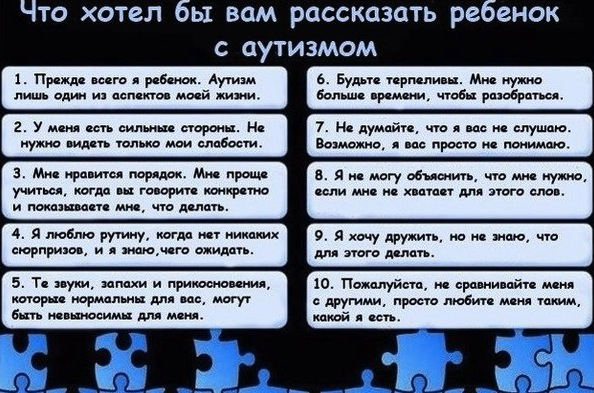 Что хотел бы вам рассказать ребенок
с аутизмом
1. Прежде всего я ребенок. Аутизм
лишь один из аспектов моей жизни.
2. У меня есть сильные стороны. Не
нужно видеть только мои слабости.
3. Мне нравится порядок. Мне проще
учиться, когда вы говорите конкретно
и показываете мне, что делать.
4. Я люблю рутину, когда нет никаких
сюрпризов, и я знаю,чего ожидать.
5. Те звуки, запахи и прикосновения,
которые нормальны для вас, могут
быть невыносимы для меня.
6. Будьте терпеливы. Мне нужно
больше времени, чтобы разобраться.
7. Не думайте, что я вас не слушаю.
Возможно, я вас просто не понимаю.
8. Я не могу объяснить, что мне нужно,
если мне не хватает для этого слов.
9. Я хочу дружить, но не знаю, что
для этого делать.
10. Пожалуйста, не сравнивайте меня
с другими, просто любите меня таким,
какой я есть.